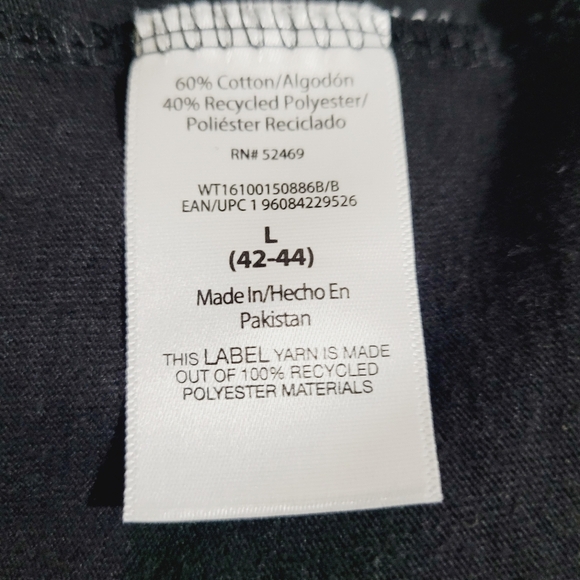 60% Cotton/Algodón
40% Recycled Polyester/
Poliéster Reciclado
RN# 52469
WT16100150886B/B
EAN/UPC 1 96084229526
L
(42-44)
Made In/Hecho En
Pakistan
THIS LABEL YARN IS MADE
OUT OF 100% RECYCLED
POLYESTER MATERIALS